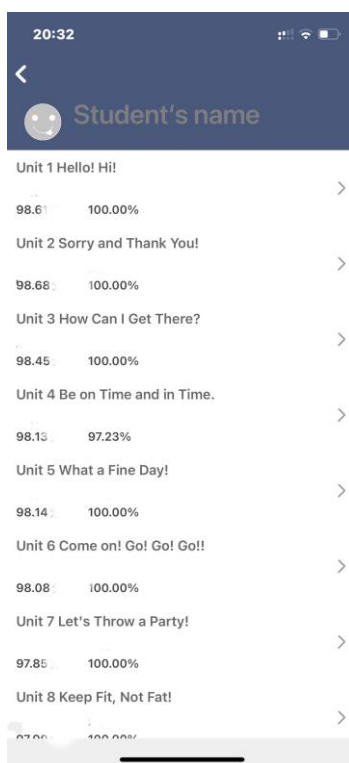 20:32
Student's name
Unit 1 Hello! Hi!
98.61 100.00%
Unit 2 Sorry and Thank You!
98.68 100.00%
Unit 3 How Can I Get There?
98.45 100.00%
Unit 4 Be on Time and in Time.
98.13 97.23%
Unit 5 What a Fine Day!
98.14 100.00%
Unit 6 Come on! Go! Go! Go!!
98.08 100.00%
Unit 7 Let's Throw a Party!
97.85 100.00%
Unit 8 Keep Fit, Not Fat!
100.00%